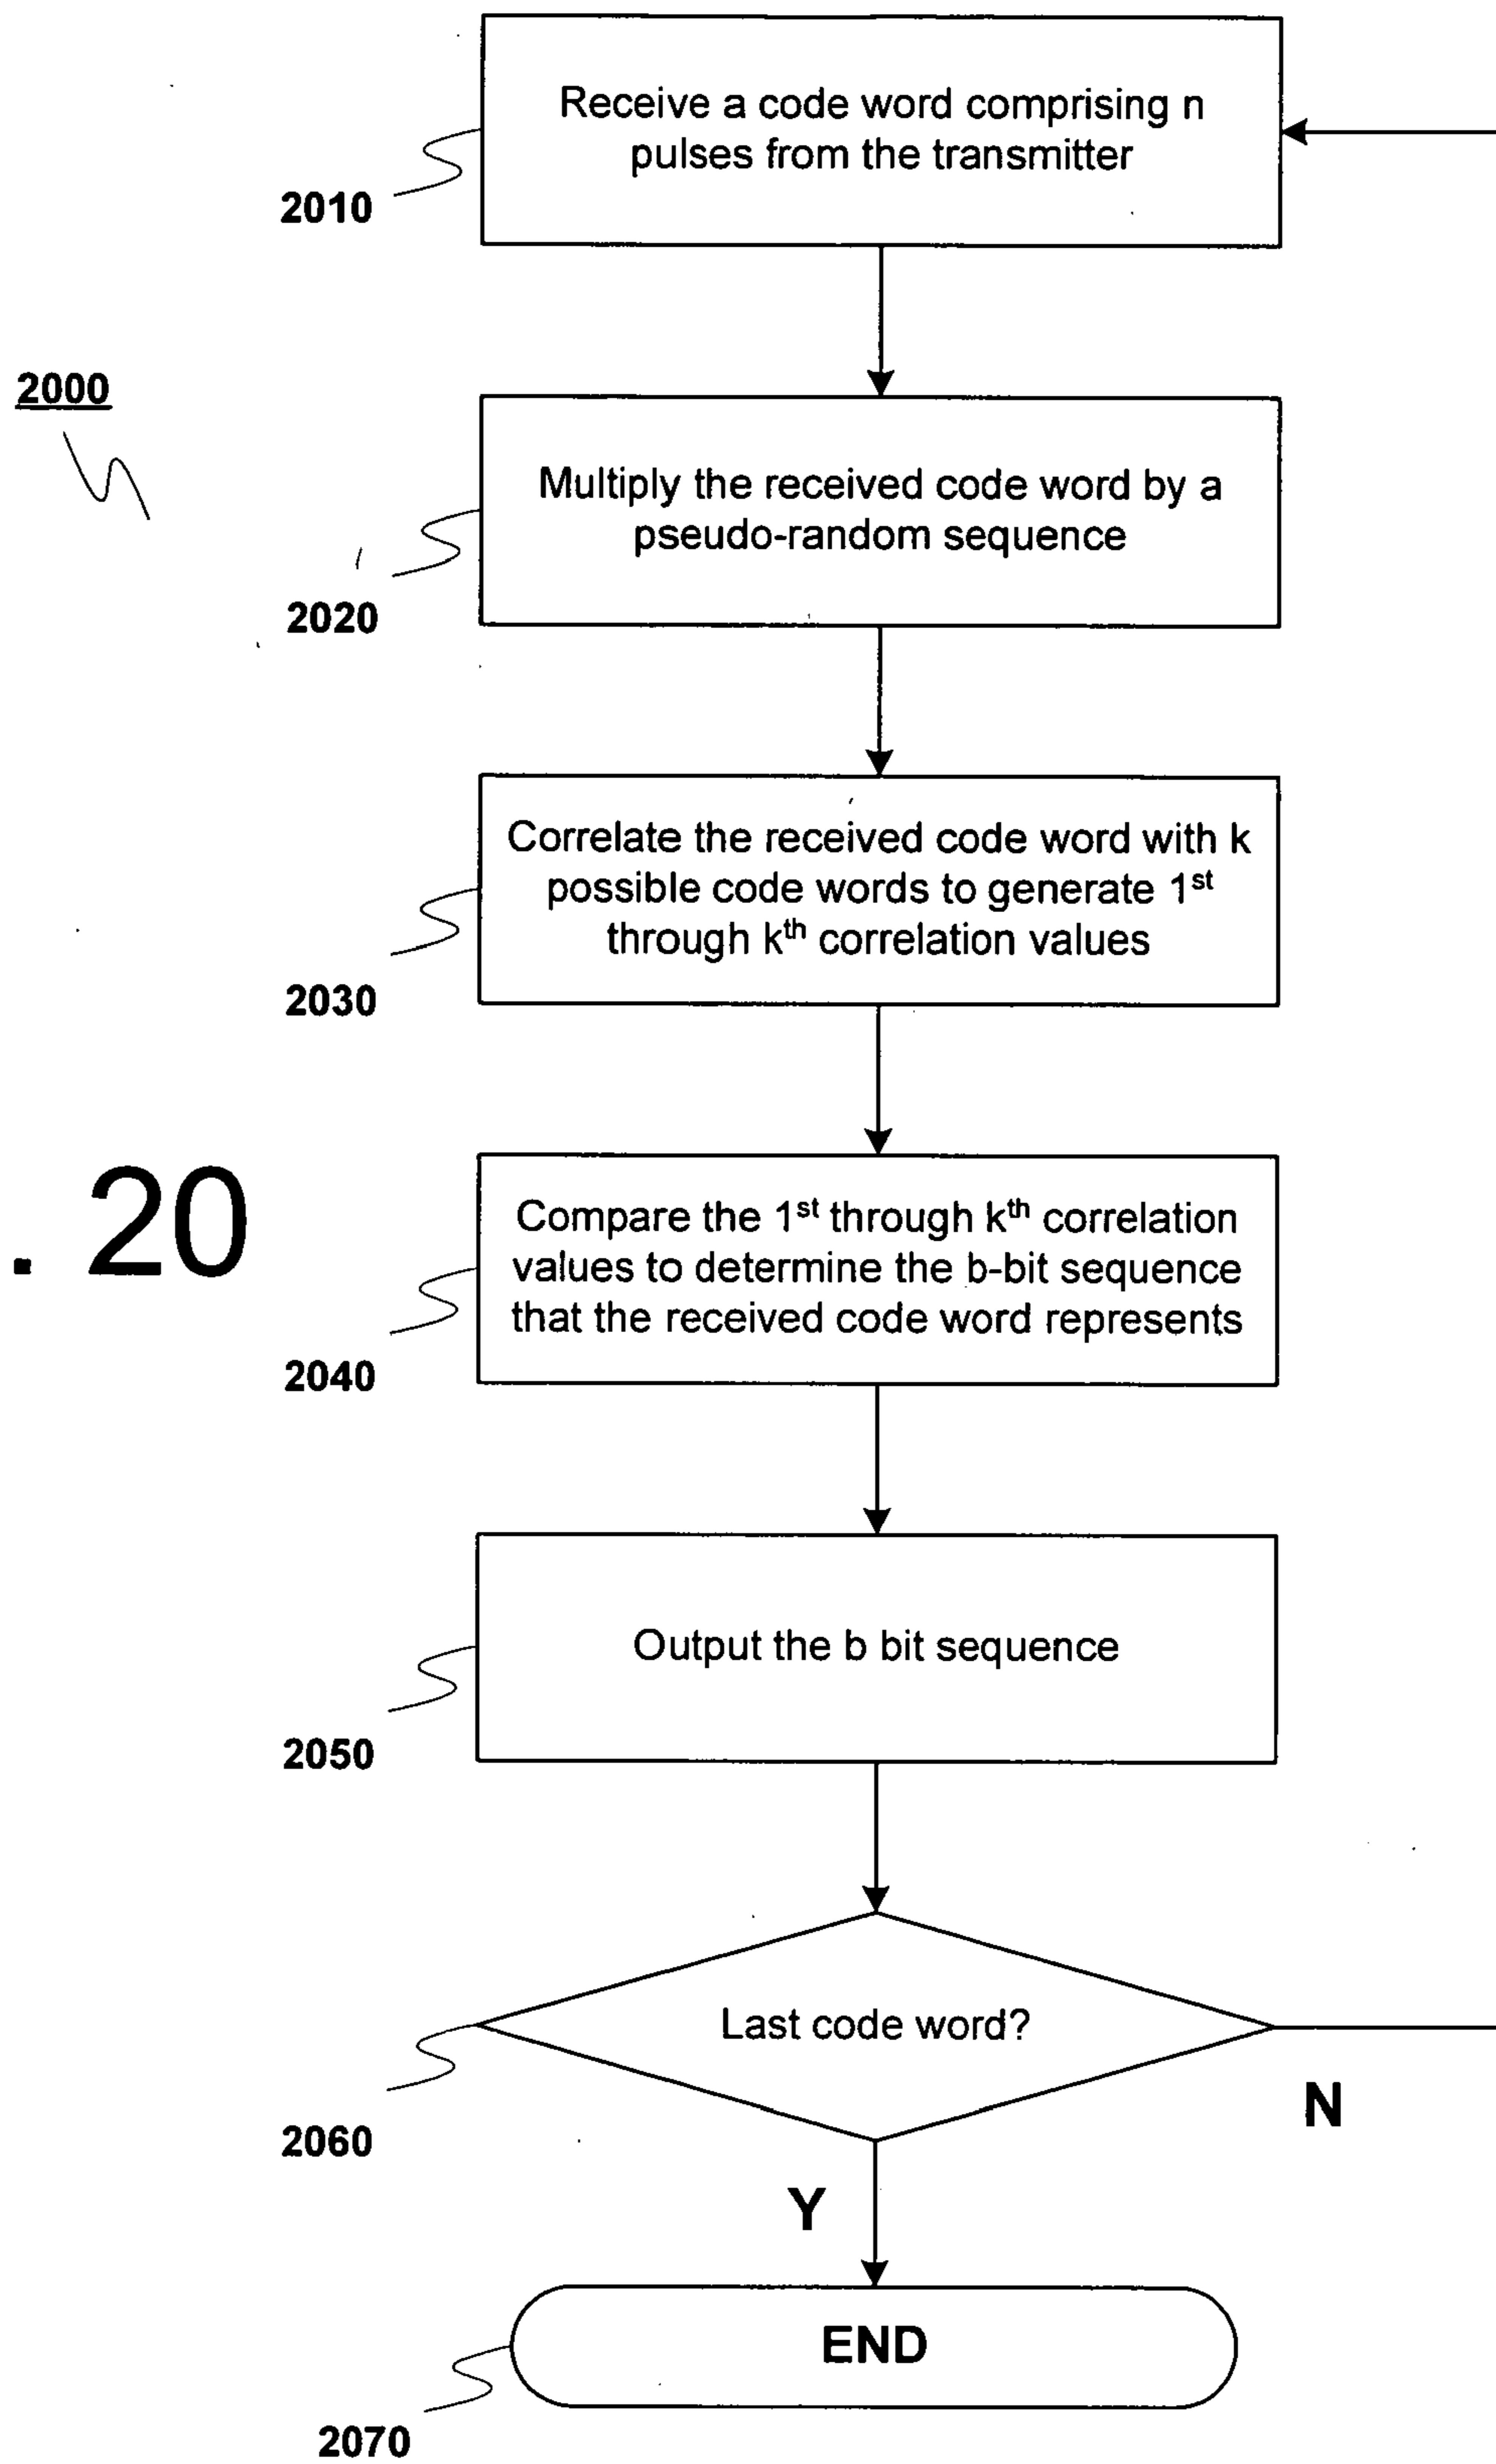 Receive a code word comprising n
pulses from the transmitter
2010
2000
Multiply the received code word by a
pseudo-random sequence
2020
Correlate the received code word with k
possible code words to generate 1st
through kth correlation values
2030
. 20
Compare the 1st through kth correlation
values to determine the b-bit sequence
that the received code word represents
2040
Output the b bit sequence
2050
Last code word?
2060
N
Y
END
2070